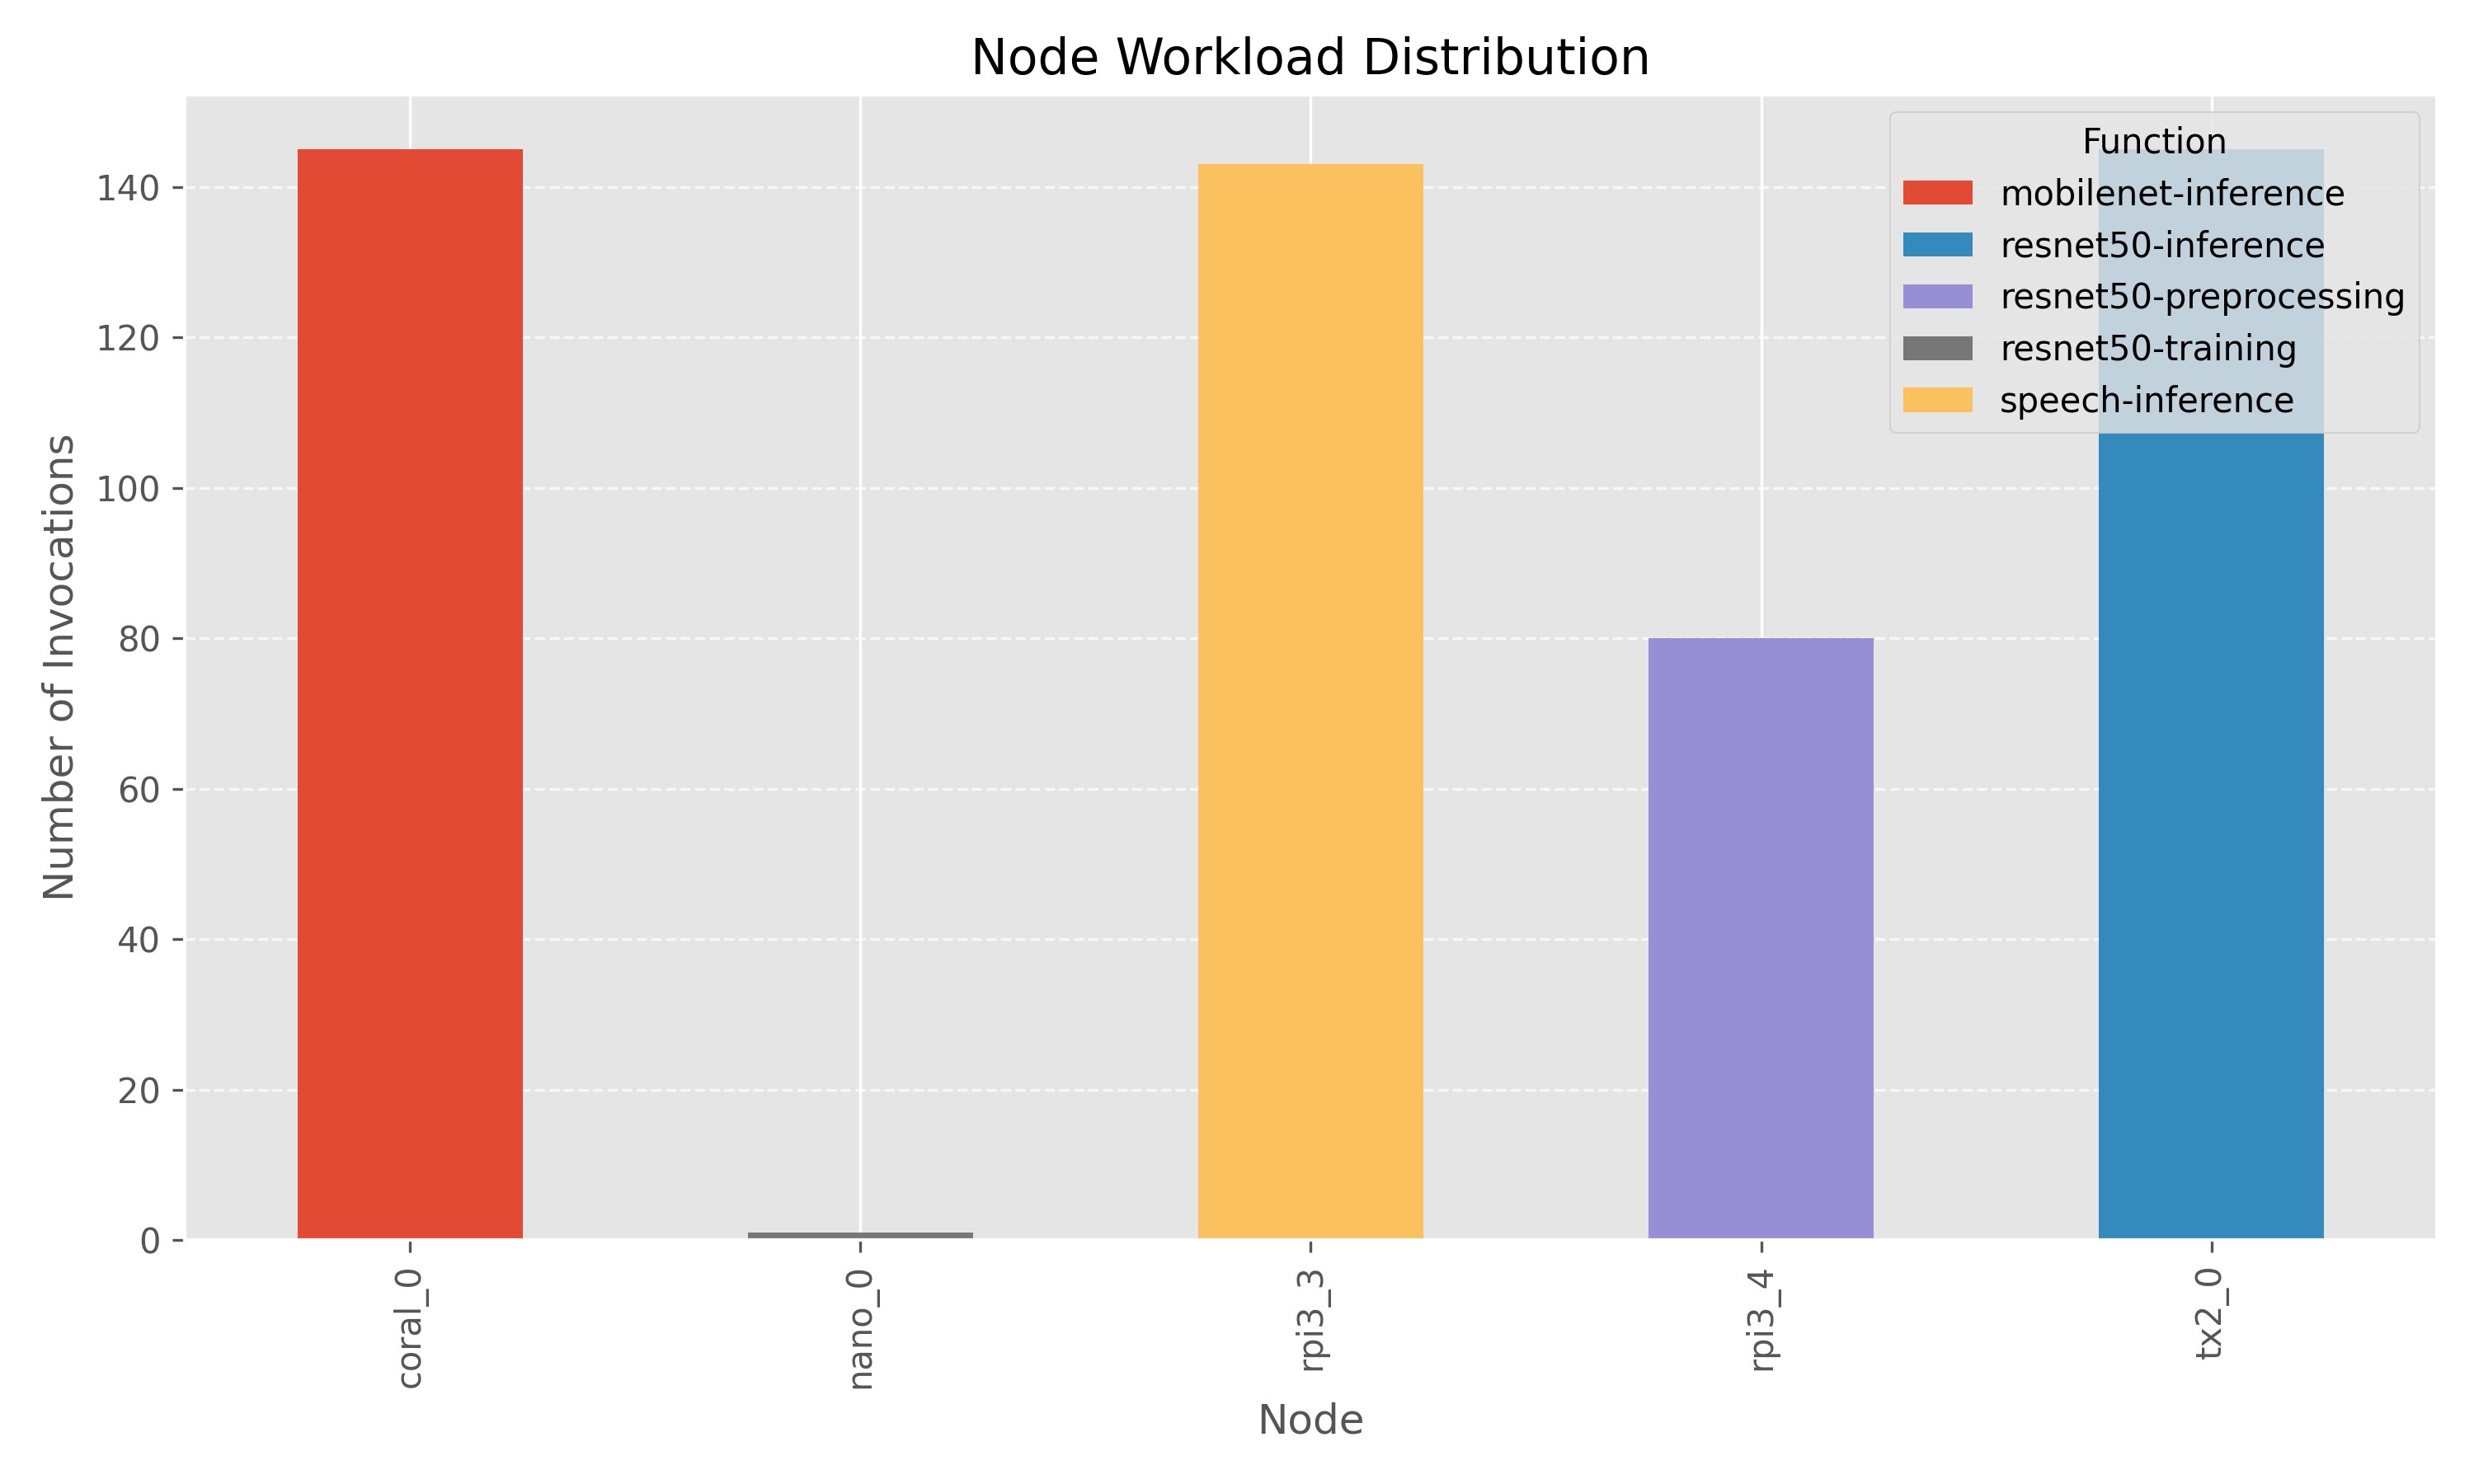 Node Workload Distribution
Function
mobilenet-inference
resnet50-inference
resnet50-preprocessing
resnet50-training
speech-inference
Number of Invocations
140
120
100
80
60
40
20
0
coral_0
nano_0
rpi3_3
rpi3_4
tx2_0
Node